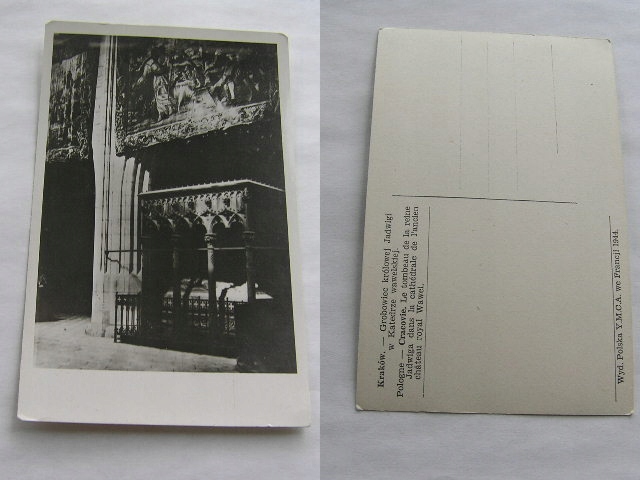 Kraków. — Grobowiec królowej Jadwigi
w Katedrze wawelskiej.
Pologne — Cracovie. Le tombeau de la reine
Jadwiga dans la cathédrale de l'ancien
château royal Wawel.
Wyd. Polska Y.M.C.A. we Francji 1944.